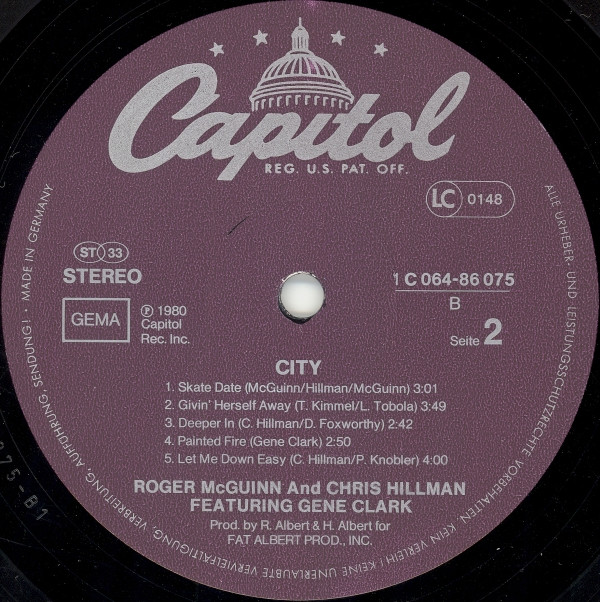 Capitol
REG. U.S. PAT. OFF.
LC 0148
ST 33
STEREO
GEMA
℗ 1980
Capitol
Rec. Inc.
1 C 064-86 075
B
Seite 2
CITY
1. Skate Date (McGuinn/Hillman/McGuinn) 3:01
2. Givin' Herself Away (T. Kimmel/L. Tobola) 3:49
3. Deeper In (C. Hillman/D. Foxworthy) 2:42
4. Painted Fire (Gene Clark) 2:50
5. Let Me Down Easy (C. Hillman/P. Knobler) 4:00
ROGER McGUINN And CHRIS HILLMAN
FEATURING GENE CLARK
Prod. by R. Albert & H. Albert for
FAT ALBERT PROD., INC.
ALLE URHEBER- UND LEISTUNGSSCHUTZRECHTE VORBEHALTEN. KEIN VERLEIH! KEINE UNERLAUBTE VERVIELFÄLTIGUNG, VERBREITUNG, AUFFÜHRUNG, SENDUNG! · MADE IN GERMANY
075-B1